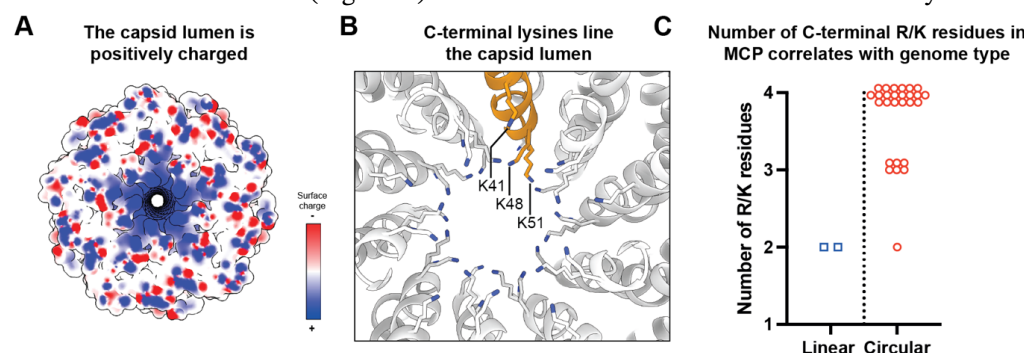 A
The capsid lumen is
positively charged
Surface
charge
-
+
B
C-terminal lysines line
the capsid lumen
K41
K48
K51
C
Number of C-terminal R/K residues in
MCP correlates with genome type
Number of R/K residues
4
3
2
1
Linear Circular